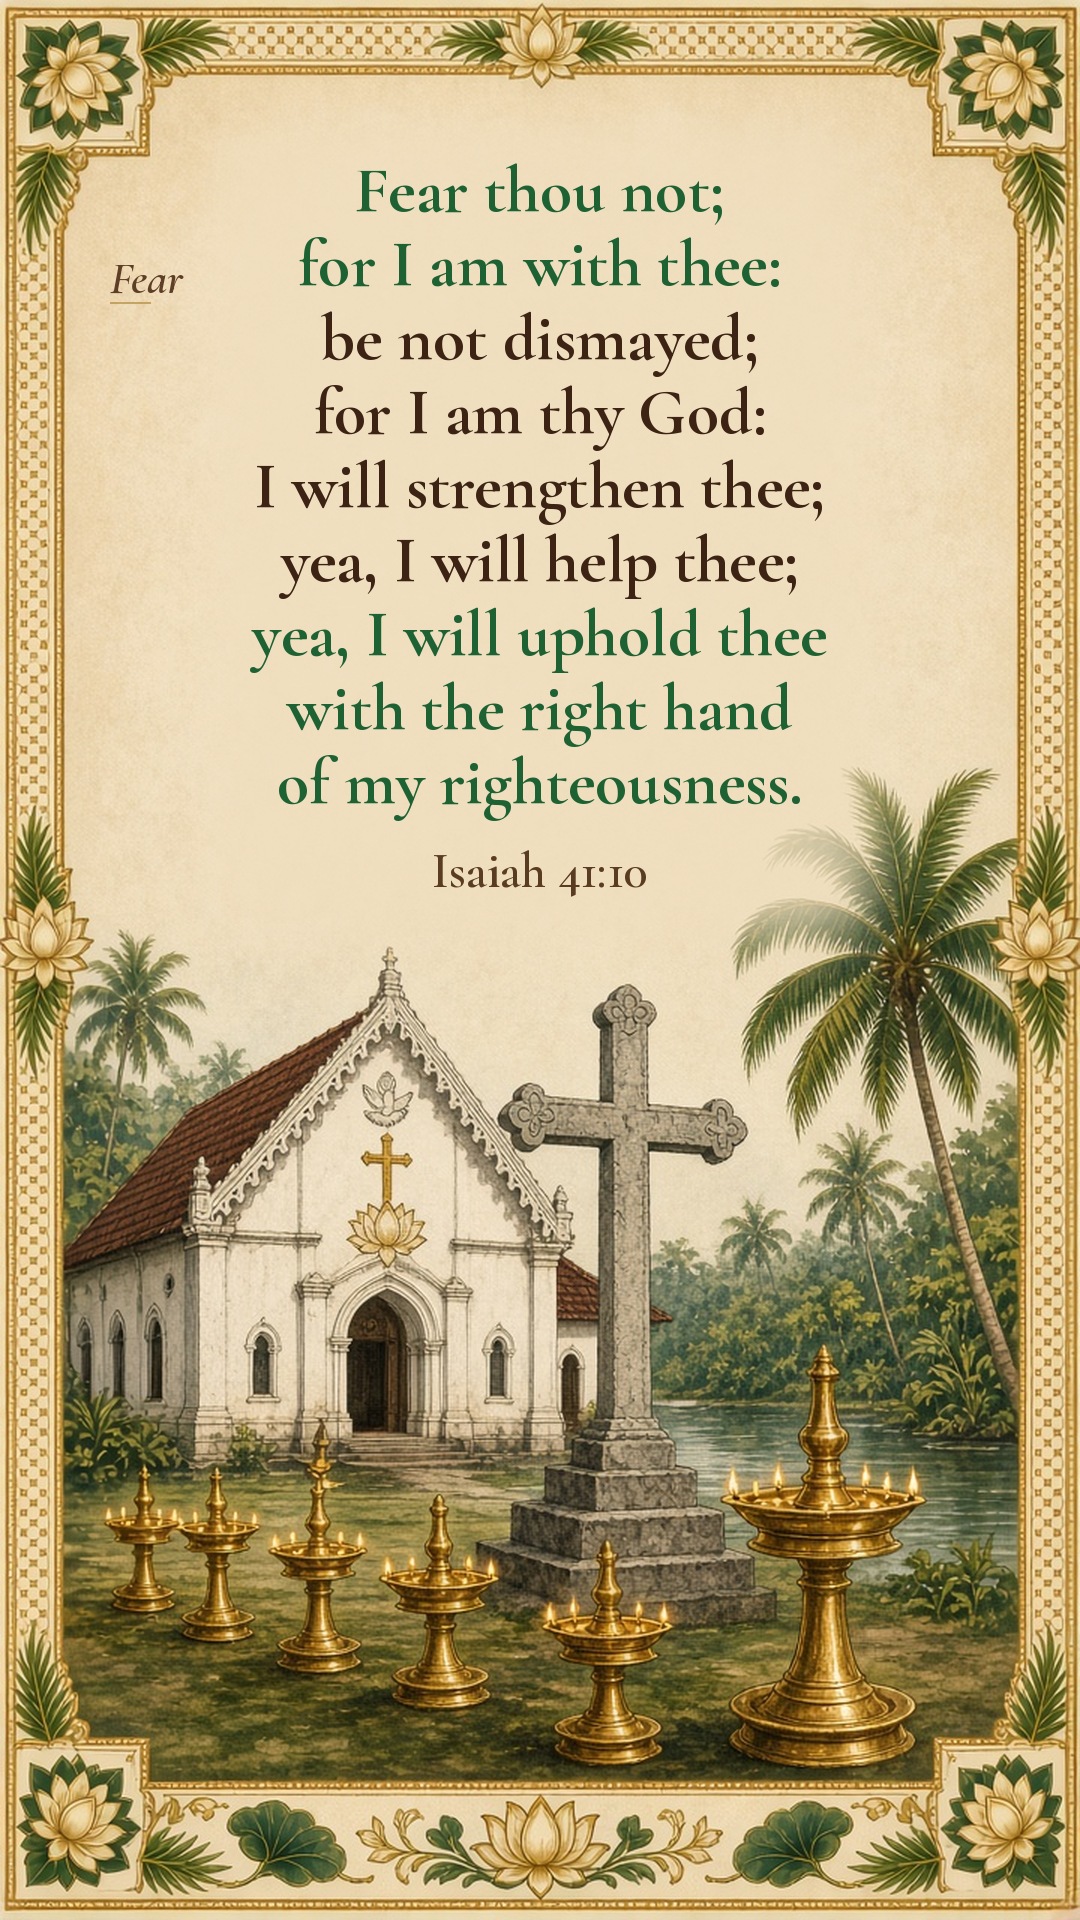 Fear
Fear thou not;
for I am with thee:
be not dismayed;
for I am thy God:
I will strengthen thee;
yea, I will help thee;
yea, I will uphold thee
with the right hand
of my righteousness.
Isaiah 41:10